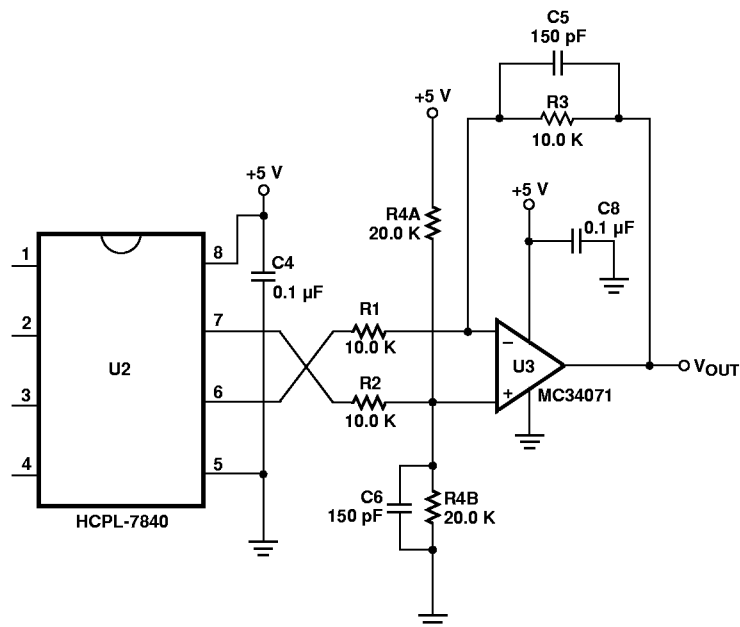 C5
150 pF
+5 V
R3
10.0 K
+5 V
+5 V
R4A
20.0 K
C8
0.1 µF
1
8
C4
0.1 µF
2
7
R1
10.0 K
U2
U3
VOUT
3
6
R2
10.0 K
MC34071
4
5
C6
150 pF
R4B
20.0 K
HCPL-7840
−
+